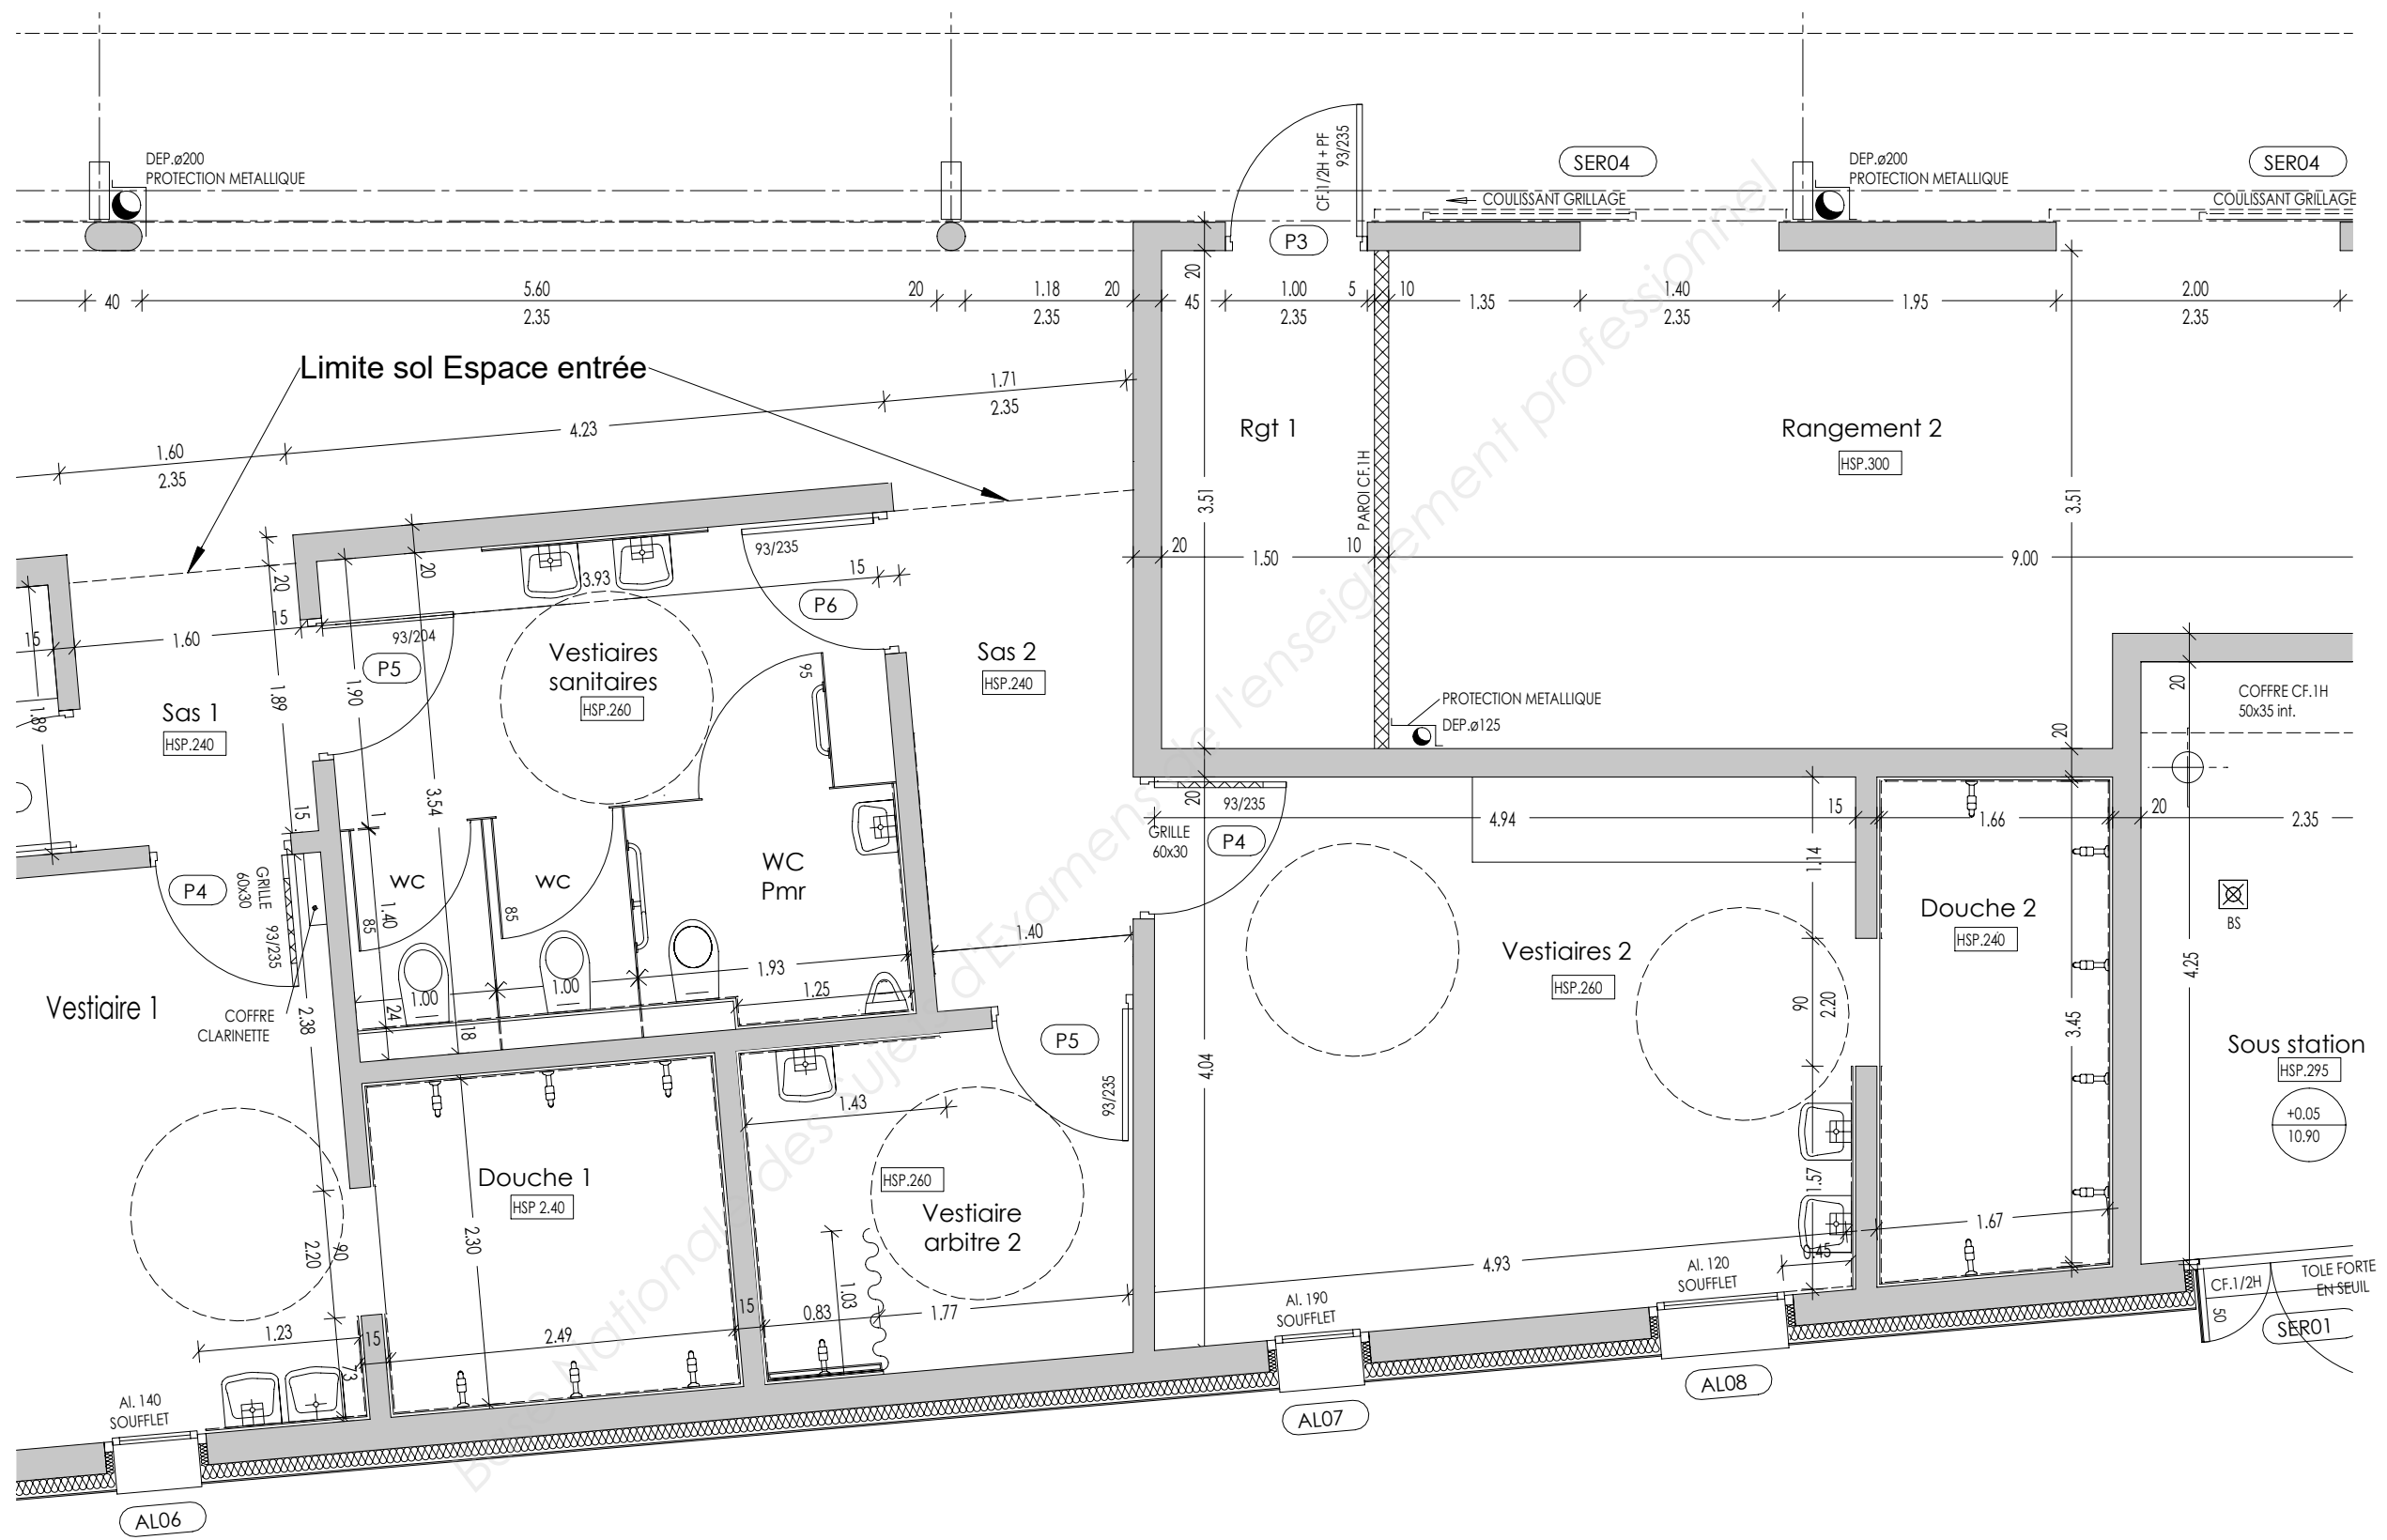 DEP.ø200
PROTECTION METALLIQUE
CF.1/2H + PF
93/235
SER04
COULISSANT GRILLAGE
DEP.ø200
PROTECTION METALLIQUE
SER04
COULISSANT GRILLAGE
P3
40
5.60
2.35
20
1.18
2.35
20
45
20
1.00
2.35
5
10
1.35
1.40
2.35
1.95
2.00
2.35
Limite sol Espace entrée
1.60
2.35
4.23
1.71
2.35
Rgt 1
Rangement 2
HSP.300
PAROI CF.1H
3.51
3.51
20
1.50
10
9.00
93/235
15
P6
3.93
20
20
15
15
1.60
93/204
P5
Vestiaires
sanitaires
HSP.260
Sas 2
HSP.240
Sas 1
HSP.240
1.89
1.89
1.90
3.54
95
PROTECTION METALLIQUE
DEP.ø125
20
20
COFFRE CF.1H
50x35 int.
15
1
20
93/235
GRILLE
60x30
P4
4.94
15
1.66
20
2.35
1.14
WC
WC
WC
Pmr
P4
GRILLE
60x30
93/235
85
1.40
85
Douche 2
HSP.240
BS
Vestiaires 2
HSP.260
1.40
1.93
1.00
1.00
1.25
24
18
Vestiaire 1
COFFRE
CLARINETTE
2.38
90
2.20
3.45
4.25
Sous station
HSP.295
+0.05
10.90
P5
93/235
4.04
1.43
1.57
Douche 1
HSP 2.40
HSP.260
Vestiaire
arbitre 2
2.20
90
2.30
1.03
1.67
0.45
4.93
1.23
15
73
2.49
15
0.83
1.77
Al. 190
SOUFFLET
Al. 120
SOUFFLET
CF.1/2H
TOLE FORTE
EN SEUIL
50
SER01
AL08
AL07
Al. 140
SOUFFLET
AL06
Base Nationale des Sujets d'Examens de l'enseignement professionnel